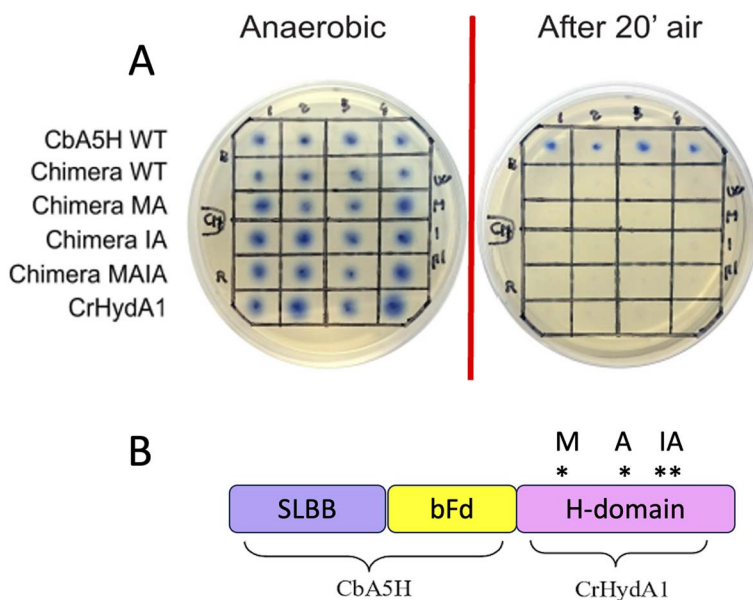 Anaerobic
After 20' air
A
CbA5H WT
Chimera WT
Chimera MA
Chimera IA
Chimera MAIA
CrHydA1
1 2 3 4
B
M
I
R
1 2 3 4
B
M
I
R
B
M A IA
* * **
SLBB bFd H-domain
CbA5H CrHydA1